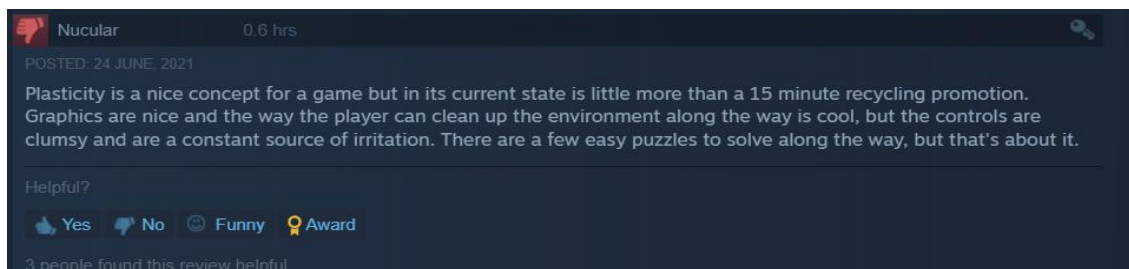 Nucular 0.6 hrs
POSTED: 24 JUNE, 2021
Plasticity is a nice concept for a game but in its current state is little more than a 15 minute recycling promotion.
Graphics are nice and the way the player can clean up the environment along the way is cool, but the controls are
clumsy and are a constant source of irritation. There are a few easy puzzles to solve along the way, but that's about it.
Helpful?
Yes No Funny Award
3 people found this review helpful